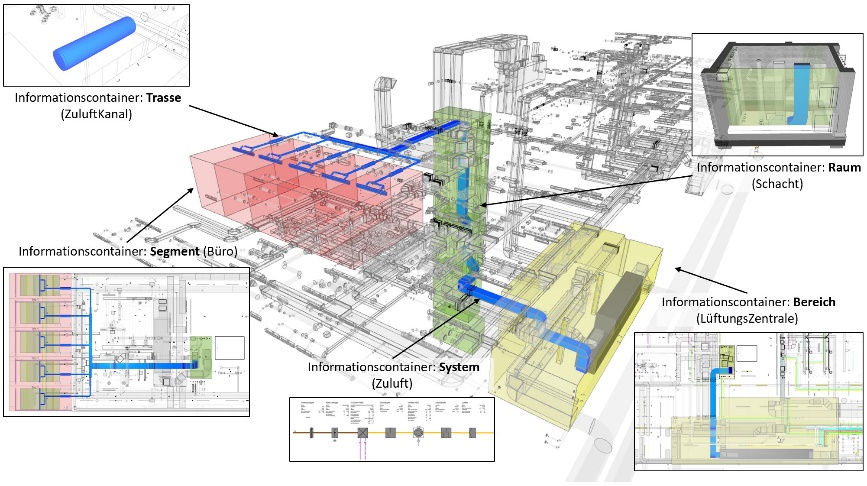 Informationscontainer: Trasse
(ZuluftKanal)
Informationscontainer: Raum
(Schacht)
Informationscontainer: Segment (Büro)
Informationscontainer: Bereich
(LüftungsZentrale)
Informationscontainer: System
(Zuluft)